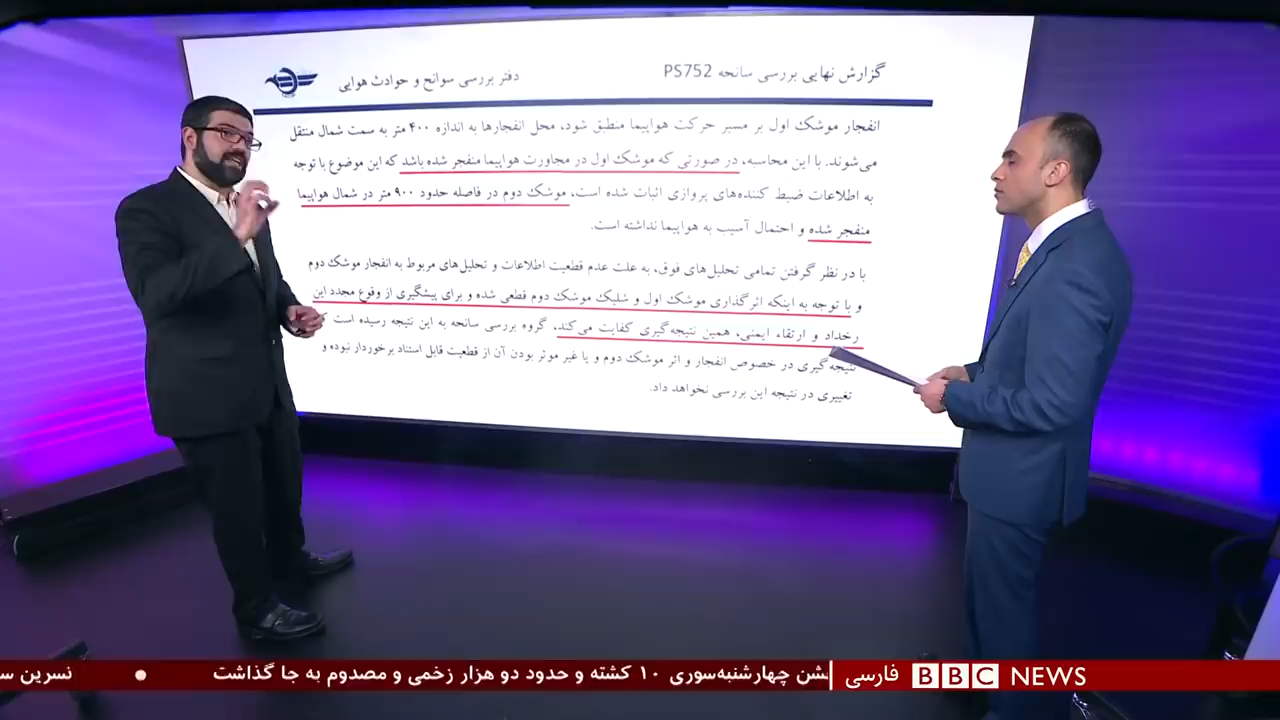 گزارش نهایی بررسی سانحه PS752
دفتر بررسی سوانح و حوادث هوایی
انفجار موشک اول بر مسیر حرکت هواپیما منطبق شود، محل انفجارها به اندازه ۴۰۰ متر به سمت شمال منتقل
می‌شوند. با این محاسبه، در صورتی که موشک اول در مجاورت هواپیما منفجر شده باشد که این موضوع با توجه
به اطلاعات ضبط کننده‌های پروازی اثبات شده است، موشک دوم در فاصله حدود ۹۰۰ متر در شمال هواپیما
منفجر شده و احتمال آسیب به هواپیما نداشته است.
با در نظر گرفتن تمامی تحلیل‌های فوق، به علت عدم قطعیت اطلاعات و تحلیل‌های مربوط به انفجار موشک دوم
و با توجه به اینکه اثرگذاری موشک اول و شلیک موشک دوم قطعی شده و برای پیشگیری از وقوع مجدد این
رخداد و ارتقاء ایمنی، همین نتیجه‌گیری کفایت می‌کند، گروه بررسی سانحه به این نتیجه رسیده است
نتیجه‌گیری در خصوص انفجار و اثر موشک دوم و یا غیر موثر بودن آن از قطعیت قابل استناد برخوردار نبوده و
تغییری در نتیجه این بررسی نخواهد داد.
BBC NEWS فارسی
شن چهارشنبه‌سوری ۱۰ کشته و حدود دو هزار زخمی و مصدوم به جا گذاشت • نسرین س